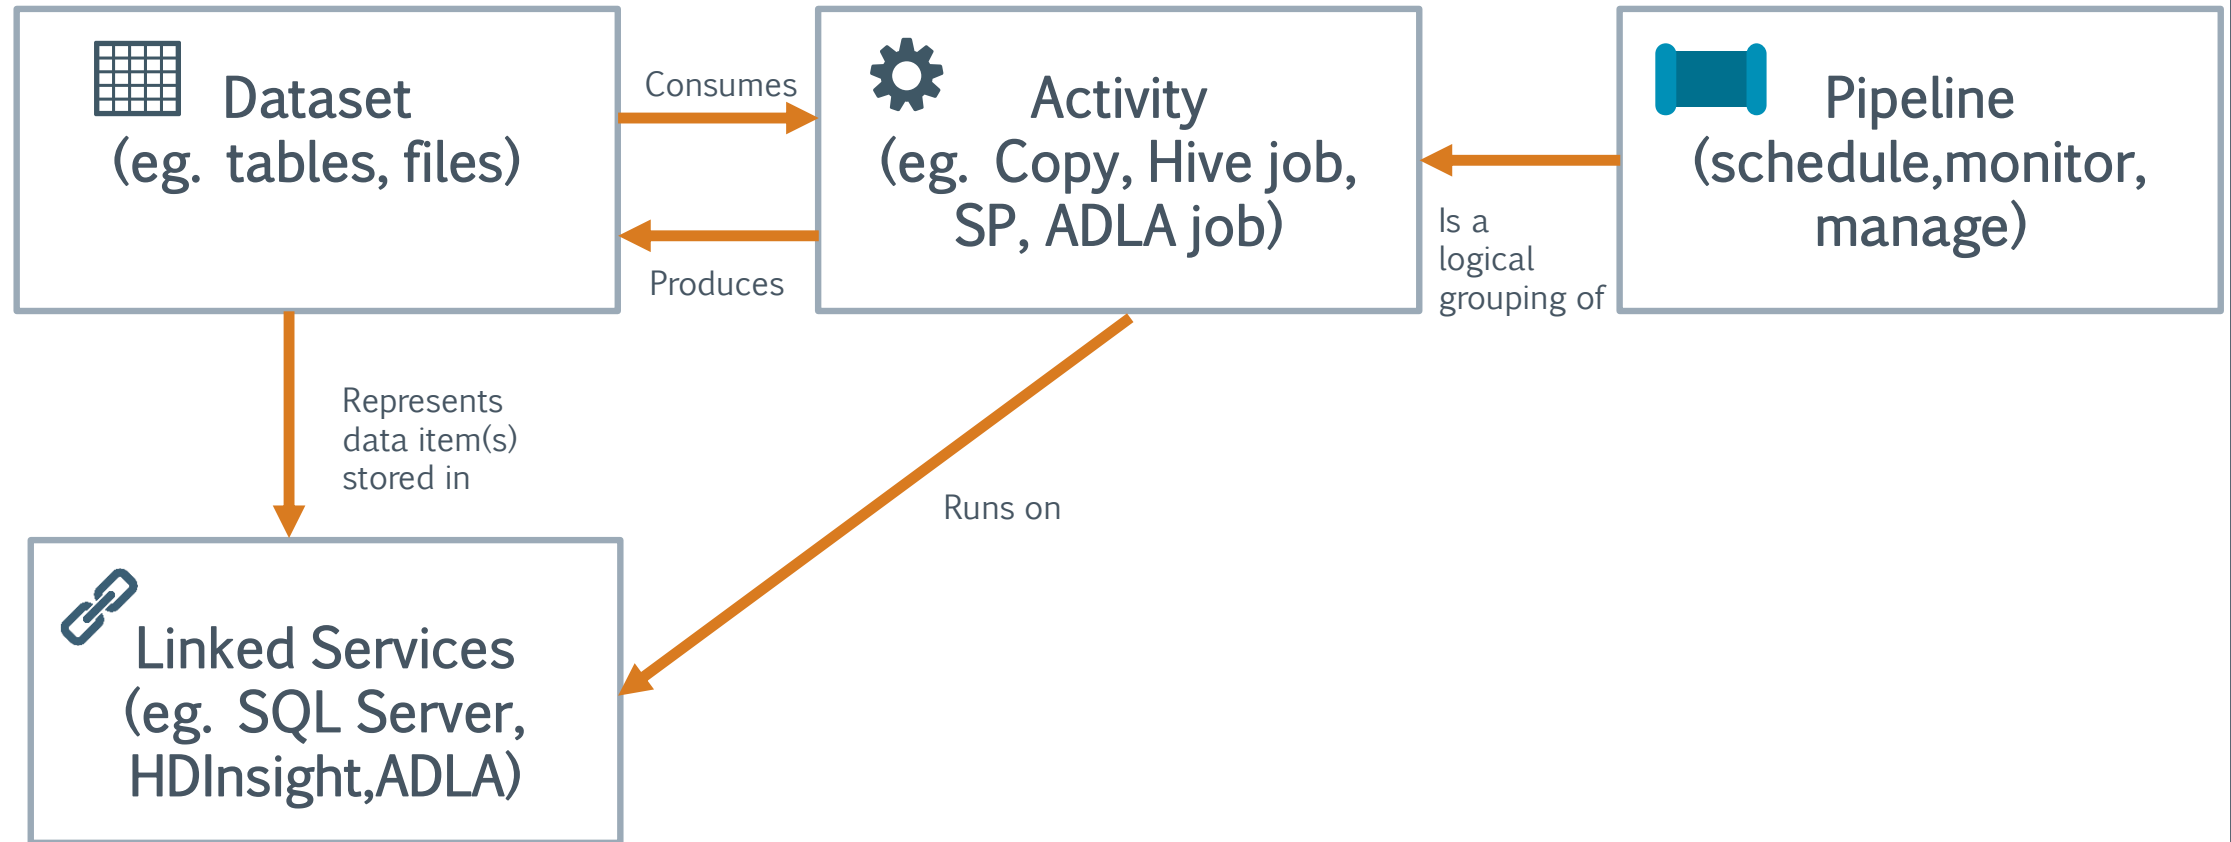 Dataset
(eg. tables, files)
Consumes
Produces
Activity
(eg. Copy, Hive job,
SP, ADLA job)
Is a
logical
grouping of
Pipeline
(schedule,monitor,
manage)
Represents
data item(s)
stored in
Runs on
Linked Services
(eg. SQL Server,
HDInsight,ADLA)